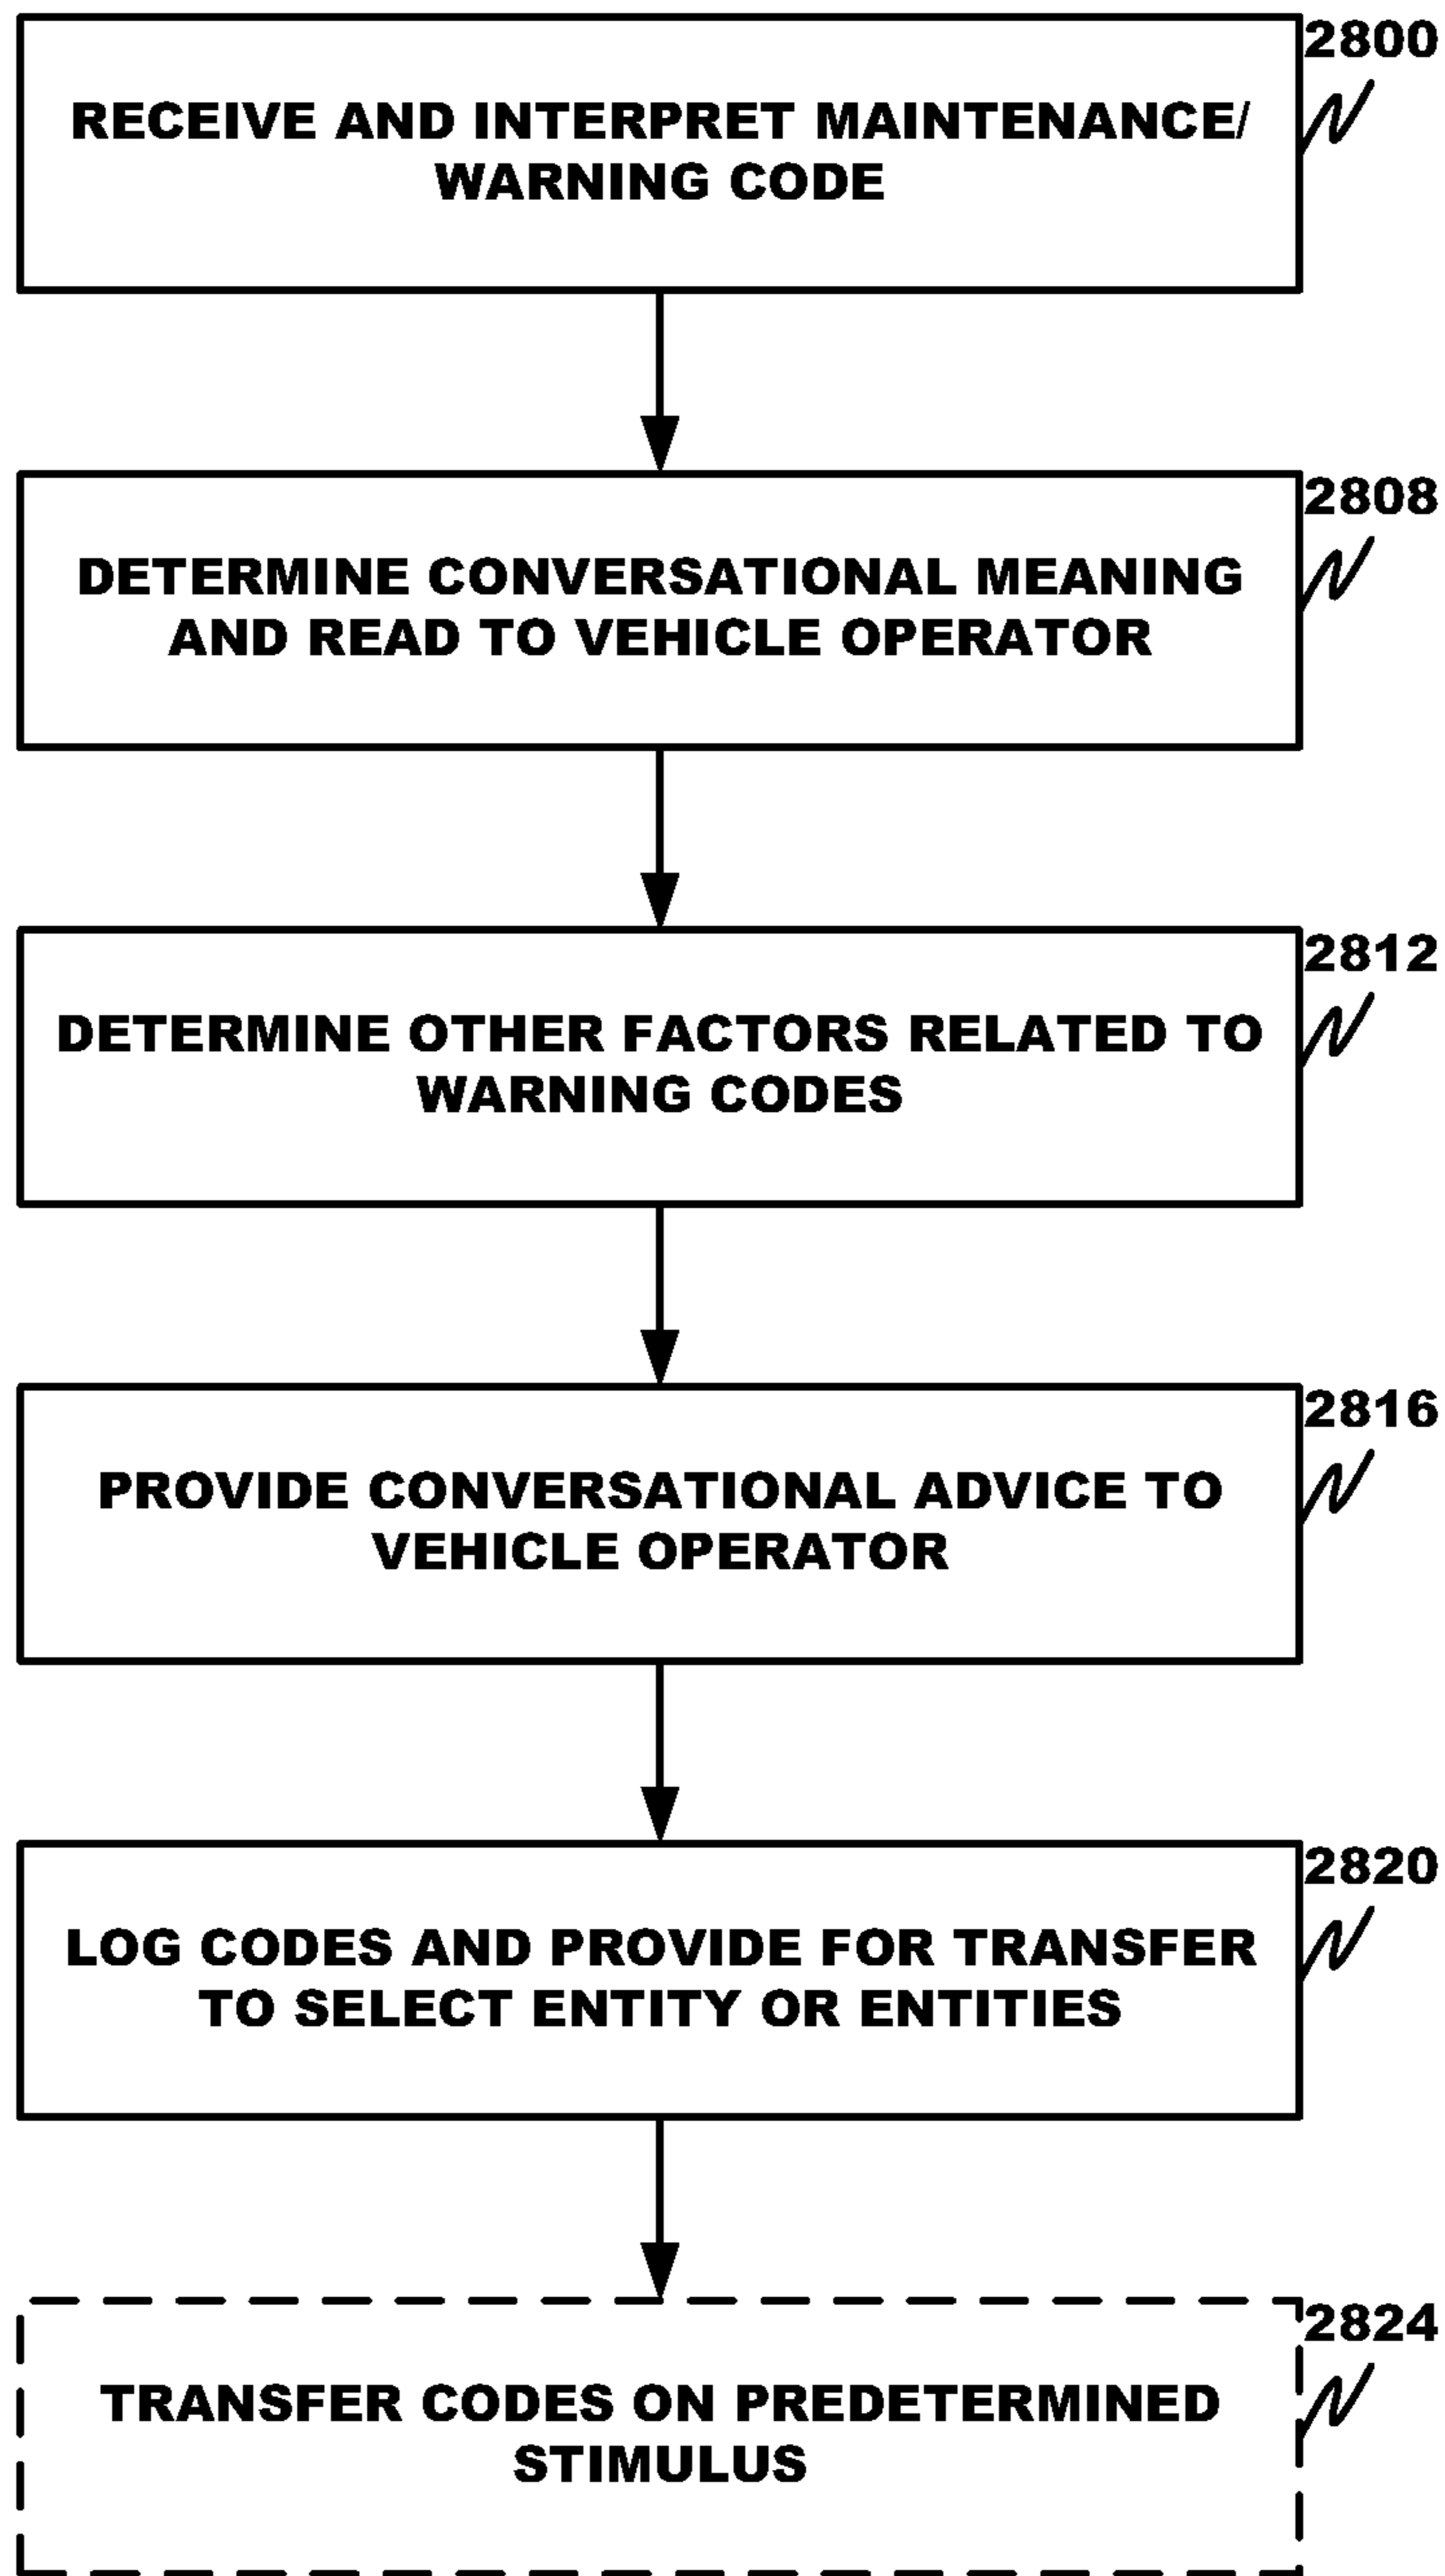 2800
RECEIVE AND INTERPRET MAINTENANCE/
WARNING CODE
2808
DETERMINE CONVERSATIONAL MEANING
AND READ TO VEHICLE OPERATOR
2812
DETERMINE OTHER FACTORS RELATED TO
WARNING CODES
2816
PROVIDE CONVERSATIONAL ADVICE TO
VEHICLE OPERATOR
2820
LOG CODES AND PROVIDE FOR TRANSFER
TO SELECT ENTITY OR ENTITIES
2824
TRANSFER CODES ON PREDETERMINED
STIMULUS